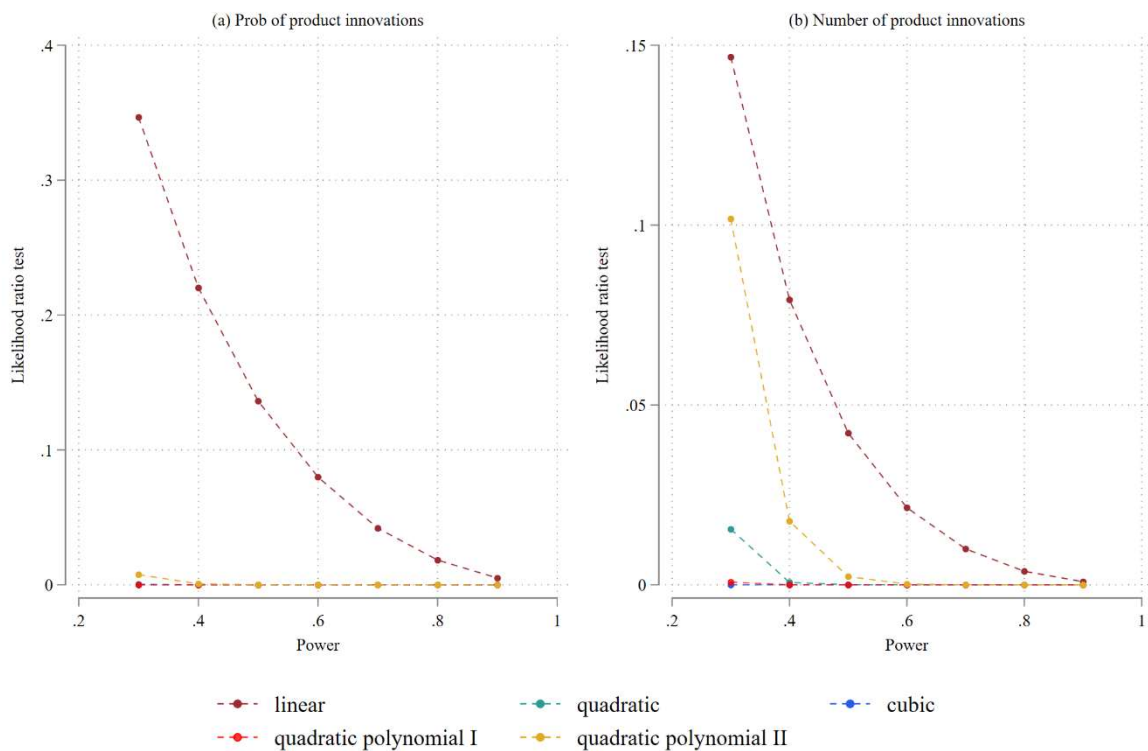 (a) Prob of product innovations
(b) Number of product innovations
.4
.3
.2
.1
0
Likelihood ratio test
.2
.4
.6
.8
1
Power
.15
.1
.05
0
Likelihood ratio test
.2
.4
.6
.8
1
Power
linear
quadratic
cubic
quadratic polynomial I
quadratic polynomial II